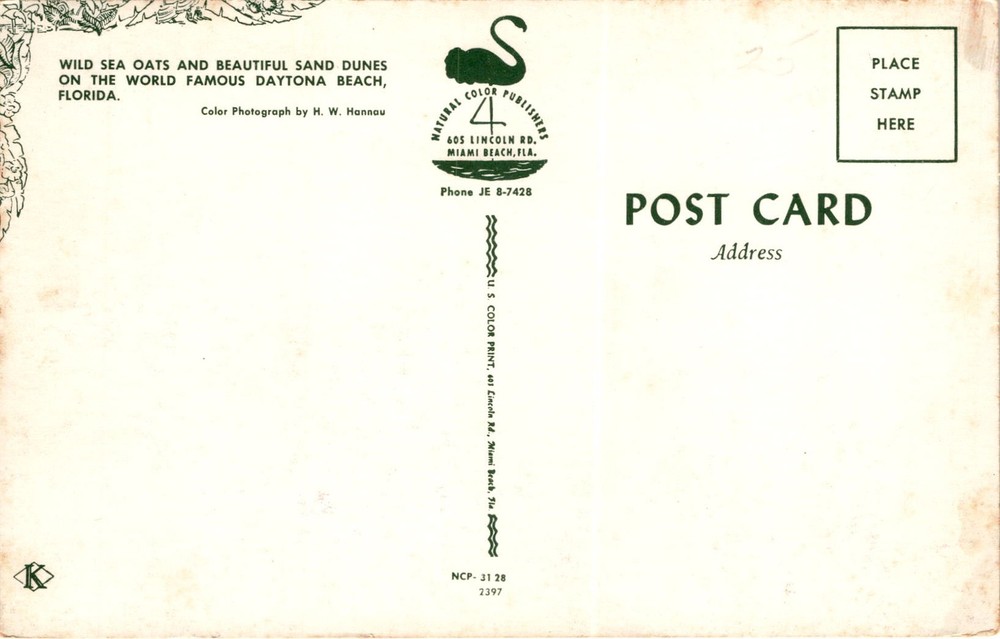 WILD SEA OATS AND BEAUTIFUL SAND DUNES
ON THE WORLD FAMOUS DAYTONA BEACH,
FLORIDA.
Color Photograph by H. W. Hannau
NATURAL COLOR PUBLISHERS
4
605 LINCOLN RD.
MIAMI BEACH, FLA.
Phone JE 8-7428
U. S. COLOR PRINT, 601 Lincoln Rd., Miami Beach, Fla
NCP- 3128
2397
K
PLACE
STAMP
HERE
POST CARD
Address